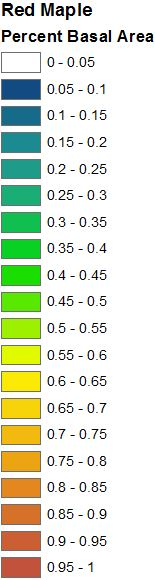 Red Maple
Percent Basal Area
0 - 0.05
0.05 - 0.1
0.1 - 0.15
0.15 - 0.2
0.2 - 0.25
0.25 - 0.3
0.3 - 0.35
0.35 - 0.4
0.4 - 0.45
0.45 - 0.5
0.5 - 0.55
0.55 - 0.6
0.6 - 0.65
0.65 - 0.7
0.7 - 0.75
0.75 - 0.8
0.8 - 0.85
0.85 - 0.9
0.9 - 0.95
0.95 - 1